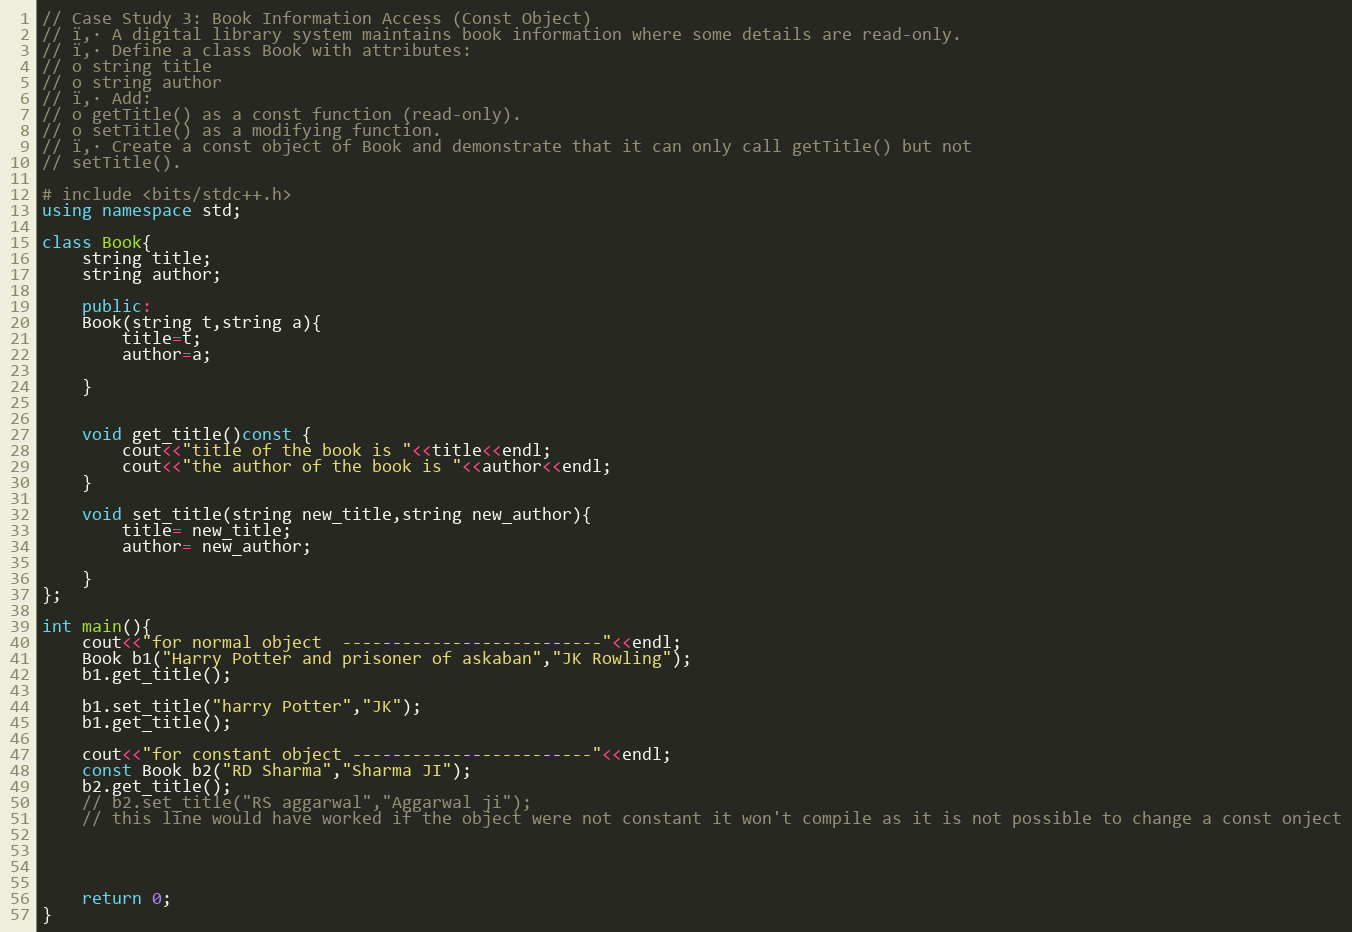 1 // Case Study 3: Book Information Access (Const Object)
2 // ï‚· A digital library system maintains book information where some details are read-only.
3 // ï‚· Define a class Book with attributes:
4 // o string title
5 // o string author
6 // ï‚· Add:
7 // o getTitle() as a const function (read-only).
8 // o setTitle() as a modifying function.
9 // ï‚· Create a const object of Book and demonstrate that it can only call getTitle() but not
10 // setTitle().
11
12 # include <bits/stdc++.h>
13 using namespace std;
14
15 class Book{
16     string title;
17     string author;
18
19     public:
20     Book(string t,string a){
21         title=t;
22         author=a;
23
24     }
25
26
27     void get_title()const {
28         cout<<"title of the book is "<<title<<endl;
29         cout<<"the author of the book is "<<author<<endl;
30     }
31
32     void set_title(string new_title,string new_author){
33         title= new_title;
34         author= new_author;
35
36     }
37 };
38
39 int main(){
40     cout<<"for normal object  --------------------------"<<endl;
41     Book b1("Harry Potter and prisoner of askaban","JK Rowling");
42     b1.get_title();
43
44     b1.set_title("harry Potter","JK");
45     b1.get_title();
46
47     cout<<"for constant object ------------------------"<<endl;
48     const Book b2("RD Sharma","Sharma JI");
49     b2.get_title();
50     // b2.set_title("RS aggarwal","Aggarwal ji");
51     // this line would have worked if the object were not constant it won't compile as it is not possible to change a const onject
52
53
54
55
56     return 0;
57 }